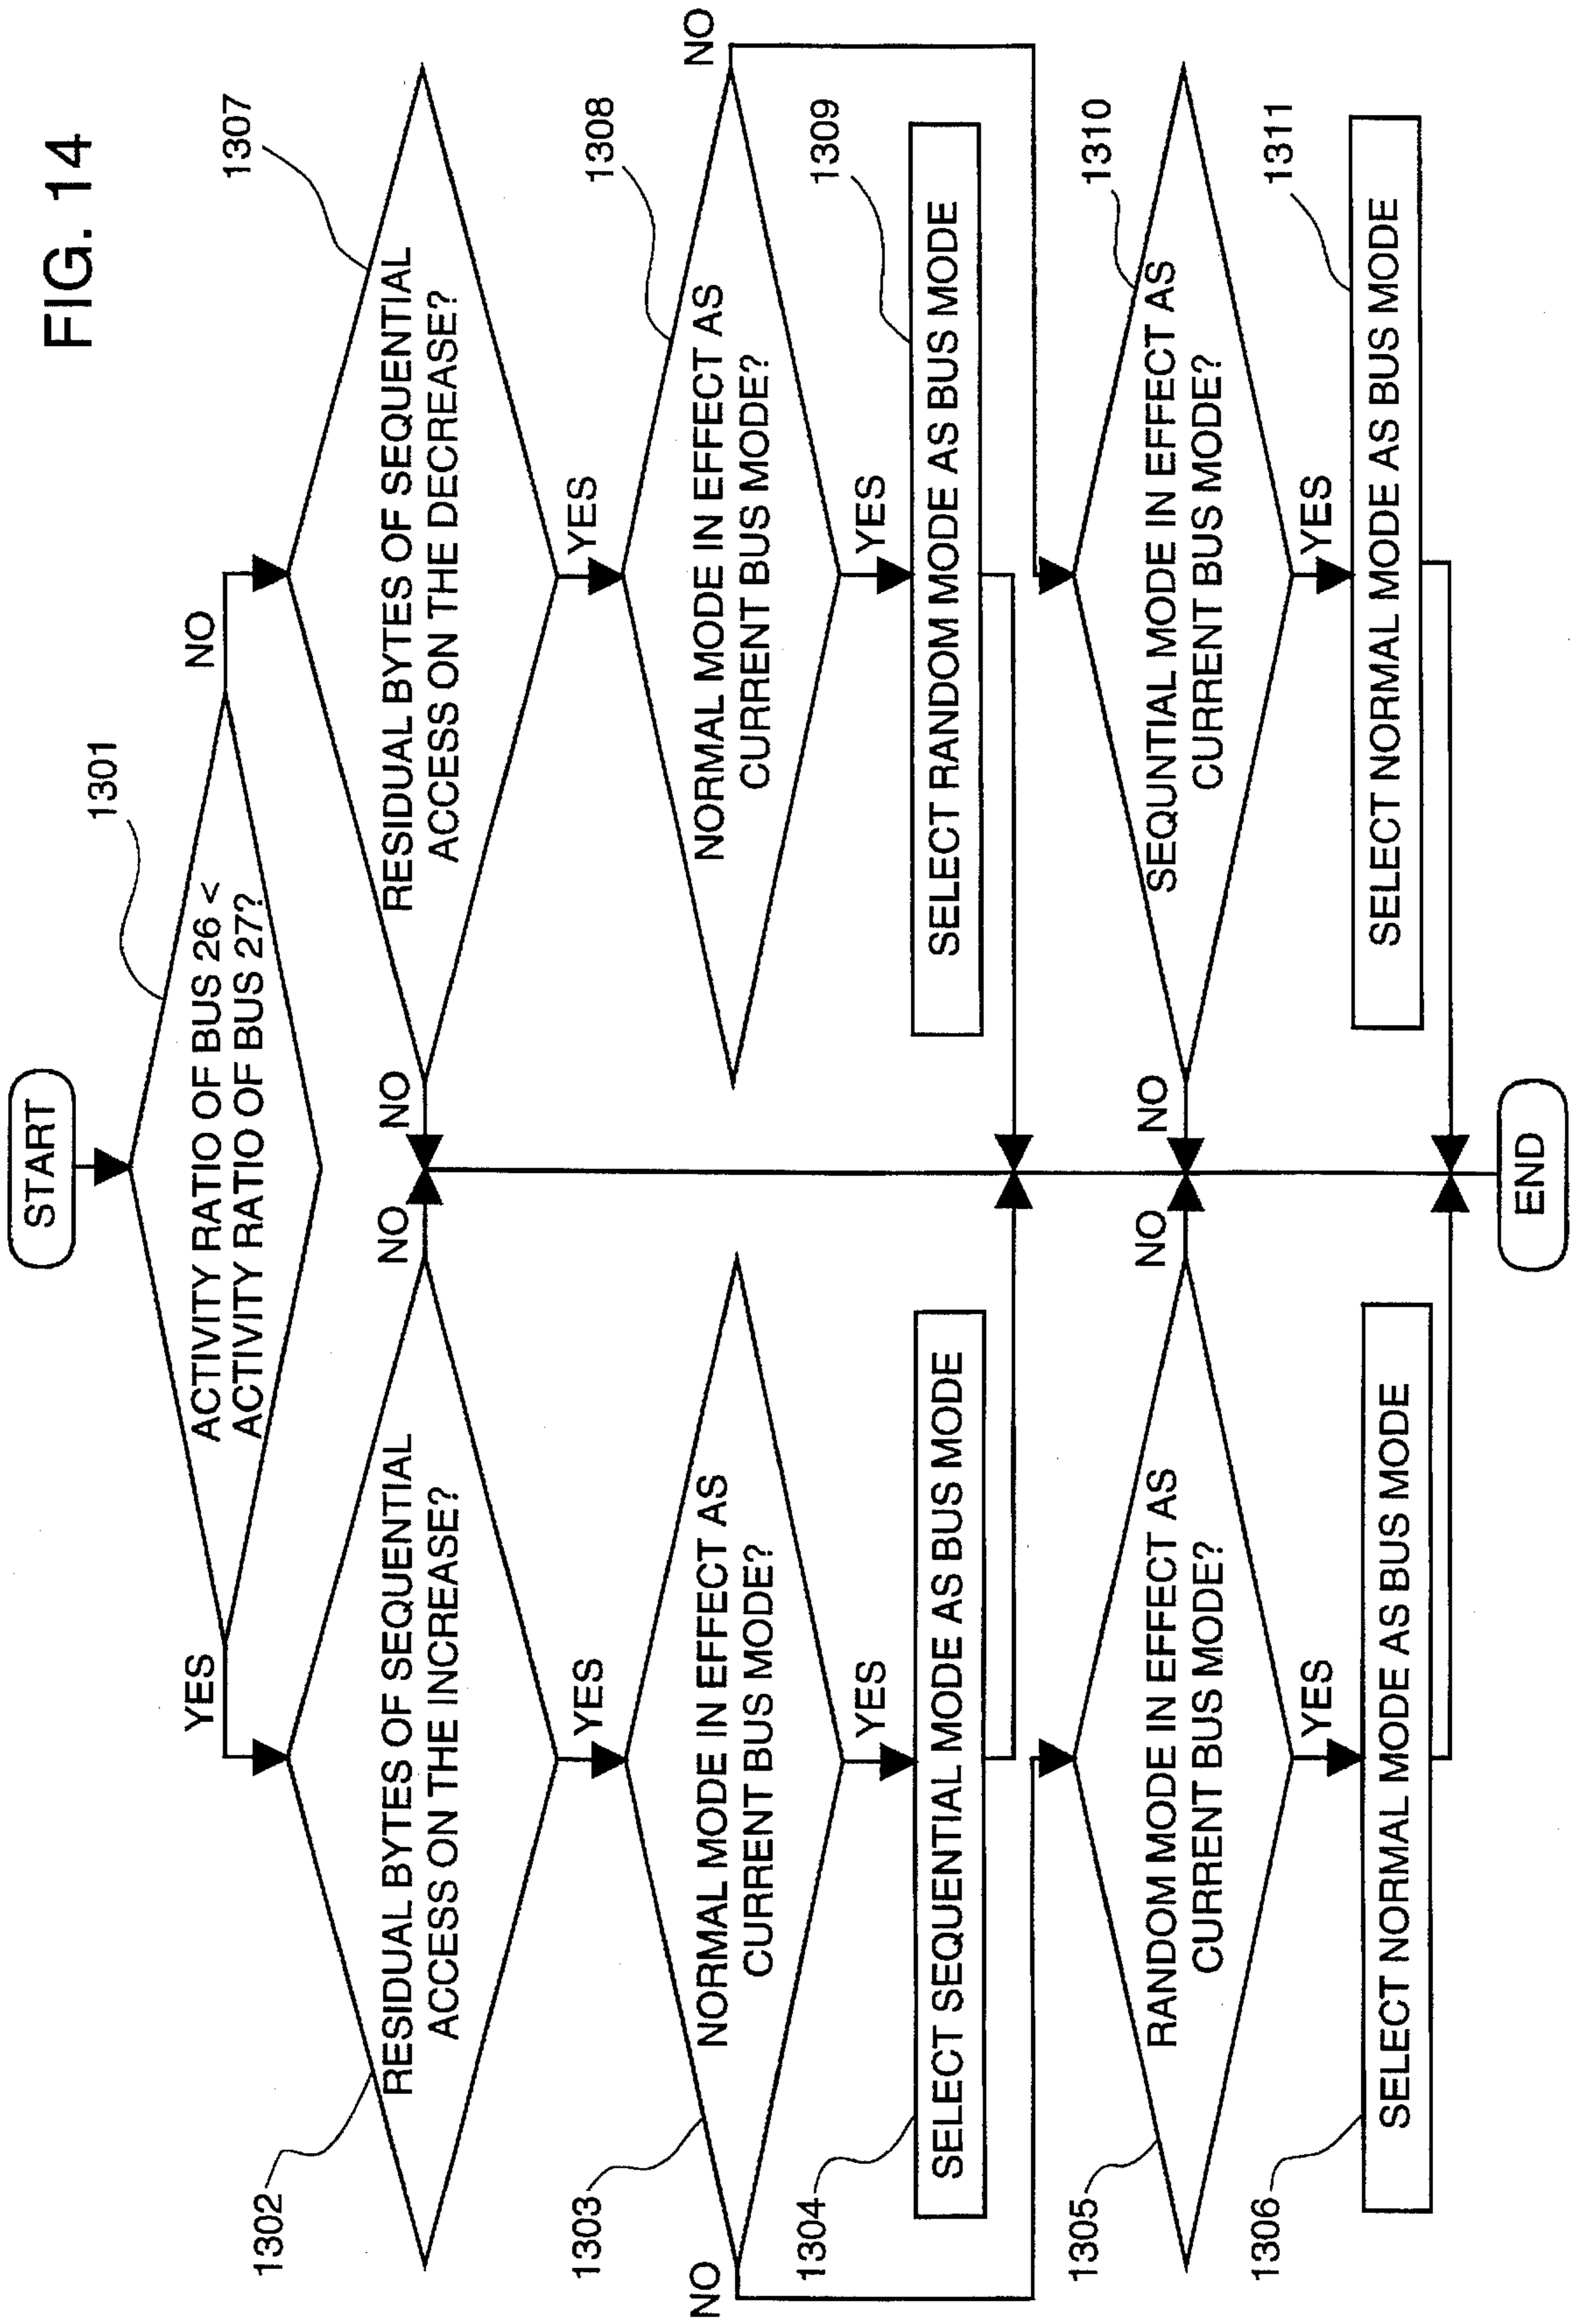 FIG. 14
START
1301
ACTIVITY RATIO OF BUS 26 <
ACTIVITY RATIO OF BUS 27?
YES
NO
1302
RESIDUAL BYTES OF SEQUENTIAL
ACCESS ON THE INCREASE?
NO
YES
1303
NORMAL MODE IN EFFECT AS
CURRENT BUS MODE?
NO
YES
1304
SELECT SEQUENTIAL MODE AS BUS MODE
1305
RANDOM MODE IN EFFECT AS
CURRENT BUS MODE?
NO
YES
1306
SELECT NORMAL MODE AS BUS MODE
1307
RESIDUAL BYTES OF SEQUENTIAL
ACCESS ON THE DECREASE?
NO
YES
1308
NORMAL MODE IN EFFECT AS
CURRENT BUS MODE?
NO
YES
1309
SELECT RANDOM MODE AS BUS MODE
1310
SEQUNTIAL MODE IN EFFECT AS
CURRENT BUS MODE?
NO
YES
1311
SELECT NORMAL MODE AS BUS MODE
END